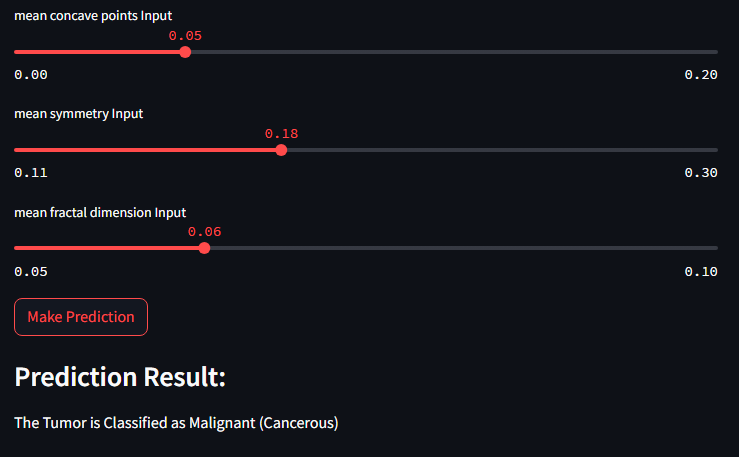 mean concave points Input
0.05
0.00 0.20
mean symmetry Input
0.18
0.11 0.30
mean fractal dimension Input
0.06
0.05 0.10
Make Prediction
Prediction Result:
The Tumor is Classified as Malignant (Cancerous)